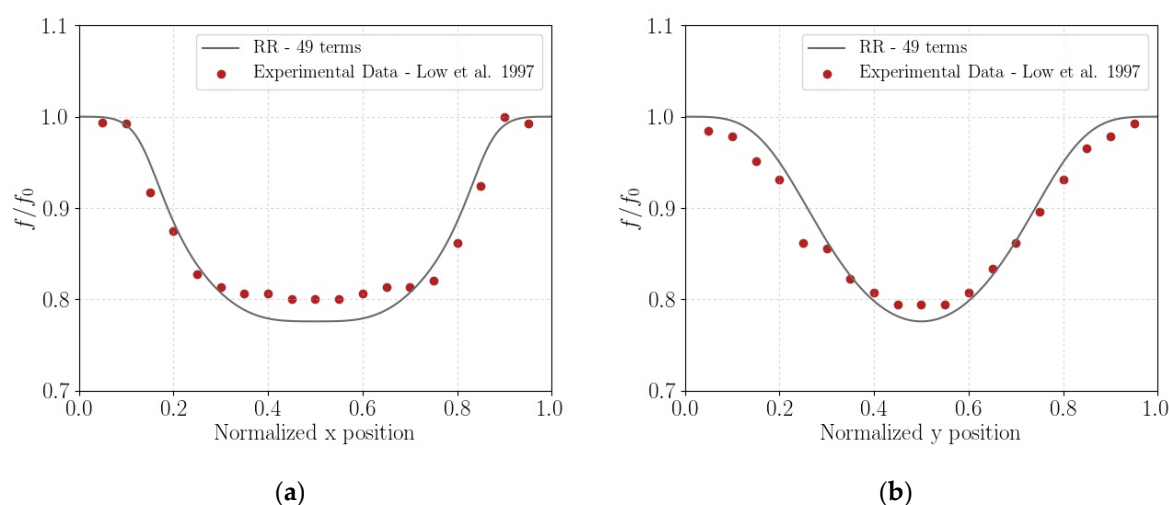 1.1
1.0
0.9
0.8
0.7
f/f0
RR - 49 terms
Experimental Data - Low et al. 1997
0.0 0.2 0.4 0.6 0.8 1.0
Normalized x position
(a)
1.1
1.0
0.9
0.8
0.7
f/f0
RR - 49 terms
Experimental Data - Low et al. 1997
0.0 0.2 0.4 0.6 0.8 1.0
Normalized y position
(b)